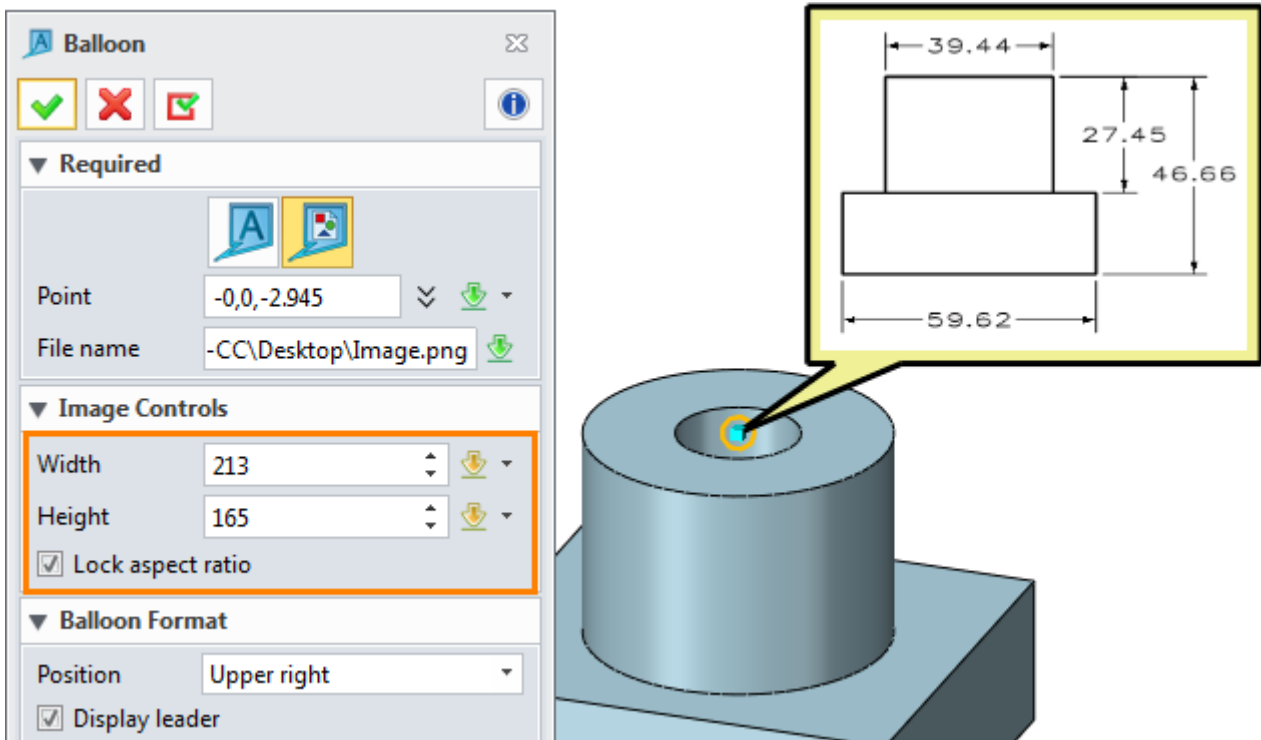 Balloon
Required
Point -0,0,-2.945
File name -CC\Desktop\Image.png
Image Controls
Width 213
Height 165
Lock aspect ratio
Balloon Format
Position Upper right
Display leader
39.44
27.45
46.66
59.62